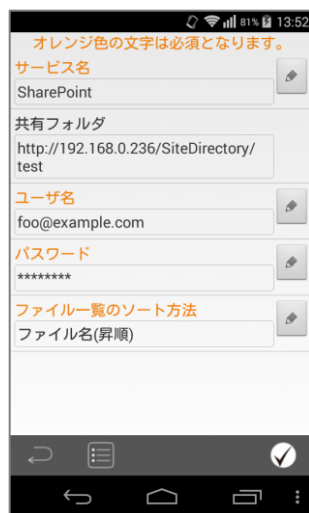 81% 13:52
オレンジ色の文字は必須となります。
サービス名
SharePoint
共有フォルダ
http://192.168.0.236/SiteDirectory/
test
ユーザ名
foo@example.com
パスワード
********
ファイル一覧のソート方法
ファイル名(昇順)